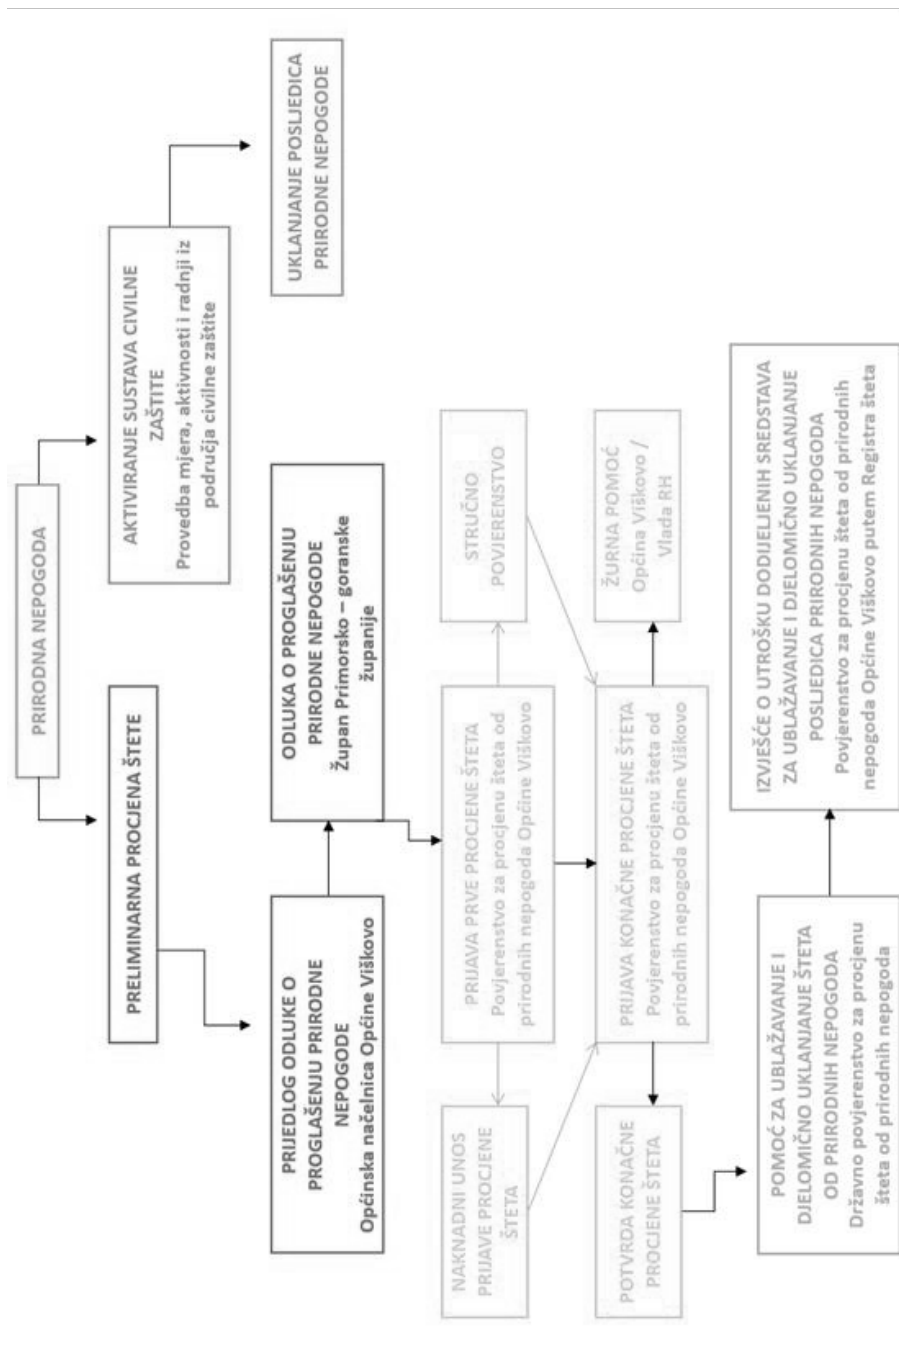 PRIRODNA NEPOGODA
PRELIMINARNA PROCJENA ŠTETE
AKTIVIRANJE SUSTAVA CIVILNE
ZAŠTITE
Provedba mjera, aktivnosti i radnji iz
područja civilne zaštite
PRIJEDLOG ODLUKE O
PROGLAŠENJU PRIRODNE
NEPOGODE
Općinska načelnica Općine Viškovo
ODLUKA O PROGLAŠENJU
PRIRODNE NEPOGODE
Župan Primorsko – goranske
županije
UKLANJANJE POSLJEDICA
PRIRODNE NEPOGODE
NAKNADNI UNOS
PRIJAVE PROCJENE
ŠTETA
PRIJAVA PRVE PROCJENE ŠTETA
Povjerenstvo za procjenu šteta od
prirodnih nepogoda Općine Viškovo
STRUČNO
POVJERENSTVO
POTVRDA KONAČNE
PROCJENE ŠTETA
PRIJAVA KONAČNE PROCJENE ŠTETA
Povjerenstvo za procjenu šteta od
prirodnih nepogoda Općine Viškovo
ŽURNA POMOĆ
Općina Viškovo /
Vlada RH
POMOĆ ZA UBLAŽAVANJE I
DJELOMIČNO UKLANJANJE ŠTETA
OD PRIRODNIH NEPOGODA
Državno povjerenstvo za procjenu
šteta od prirodnih nepogoda
IZVJEŠĆE O UTROŠKU DODIJELJENIH SREDSTAVA
ZA UBLAŽAVANJE I DJELOMIČNO UKLANJANJE
POSLJEDICA PRIRODNIH NEPOGODA
Povjerenstvo za procjenu šteta od prirodnih
nepogoda Općine Viškovo putem Registra šteta